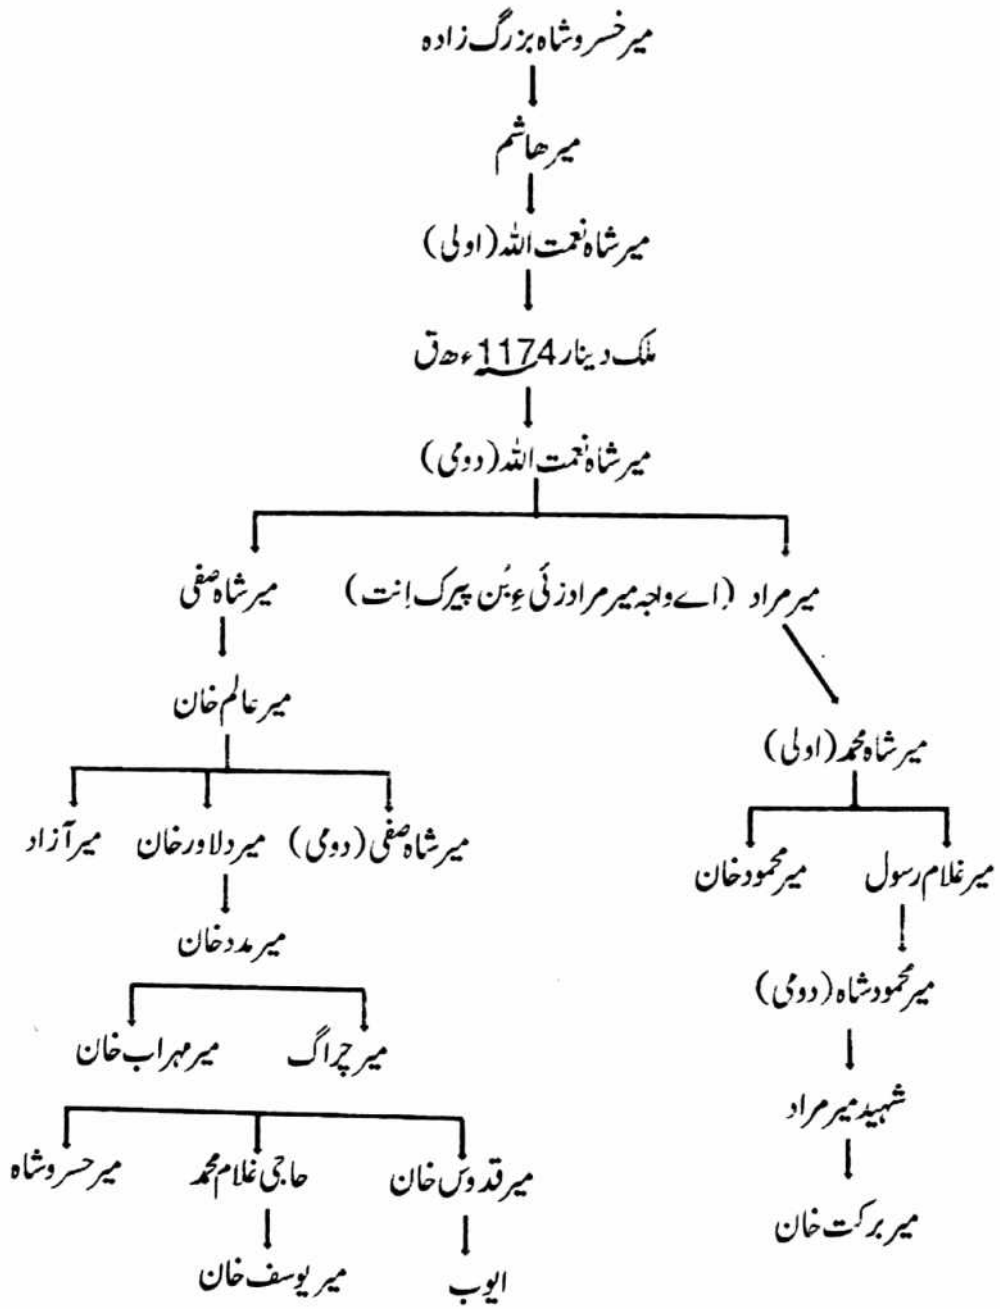 میر خسرو شاہ بزرگ زادہ
میر ھاشم
میر شاہ نعمت اللہ (اولی)
ملک دینار 1174ء ھ ق
میر شاہ نعمت اللہ (دومی)
میر مراد (اے واجہ میر مراد زئی ءِ بُن پیرک اِنت)
میر شاہ صفی
میر عالم خان
میر شاہ محمد (اولی)
میر شاہ صفی (دومی)
میر دلاور خان
میر آزاد
میر غلام رسول
میر محمود خان
میر مدد خان
میر محمود شاہ (دومی)
میر چراگ
میر مہراب خان
شہید میر مراد
میر قدوس خان
حاجی غلام محمد
میر حسرو شاہ
میر برکت خان
ایوب
میر یوسف خان